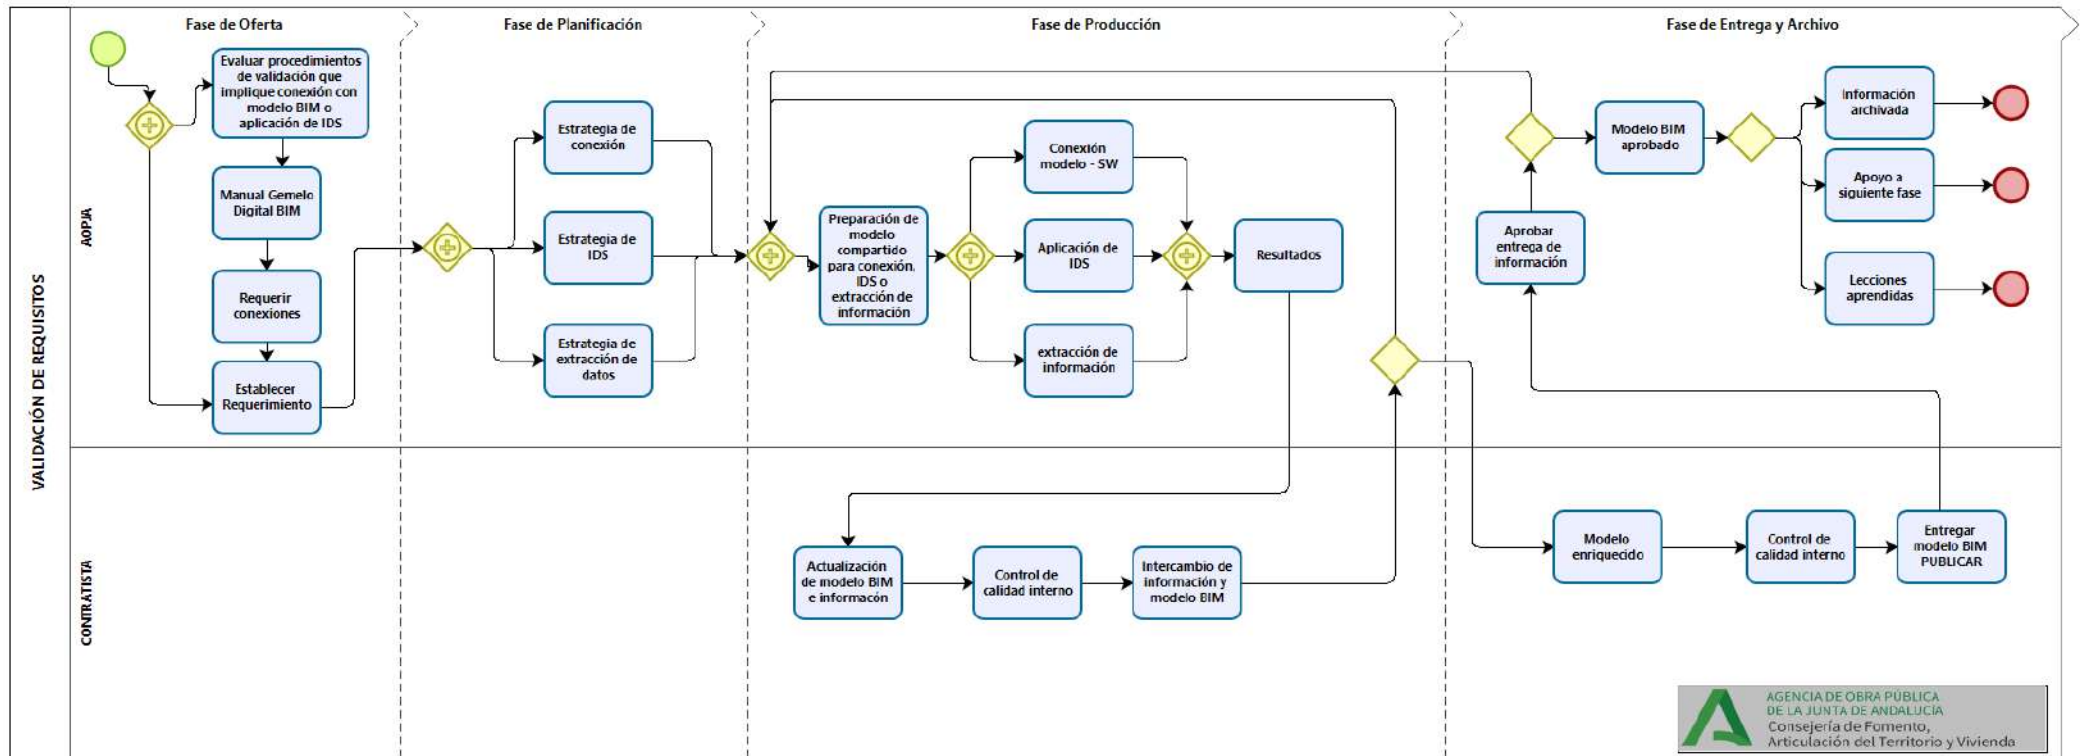 Fase de Oferta
Fase de Planificación
Fase de Producción
Fase de Entrega y Archivo
VALIDACIÓN DE REQUISITOS
AOPJA
Evaluar procedimientos
de validación que
implique conexión con
modelo BIM o
aplicación de IDS
Manual Gemelo
Digital BIM
Requerir
conexiones
Establecer
Requerimiento
Estrategia de
conexión
Estrategia de
IDS
Estrategia de
extracción de
datos
Preparación de
modelo
compartido
para conexión,
IDS o
extracción de
información
Conexión
modelo - SW
Aplicación de
IDS
extracción de
información
Resultados
Aprobar
entrega de
información
Modelo BIM
aprobado
Información
archivada
Apoyo a
siguiente fase
Lecciones
aprendidas
CONTRATISTA
Actualización
de modelo BIM
e informacón
Control de
calidad interno
Intercambio de
información y
modelo BIM
Modelo
enriquecido
Control de
calidad interno
Entregar
modelo BIM
PUBLICAR
AGENCIA DE OBRA PÚBLICA
DE LA JUNTA DE ANDALUCÍA
Consejería de Fomento,
Articulación del Territorio y Vivienda